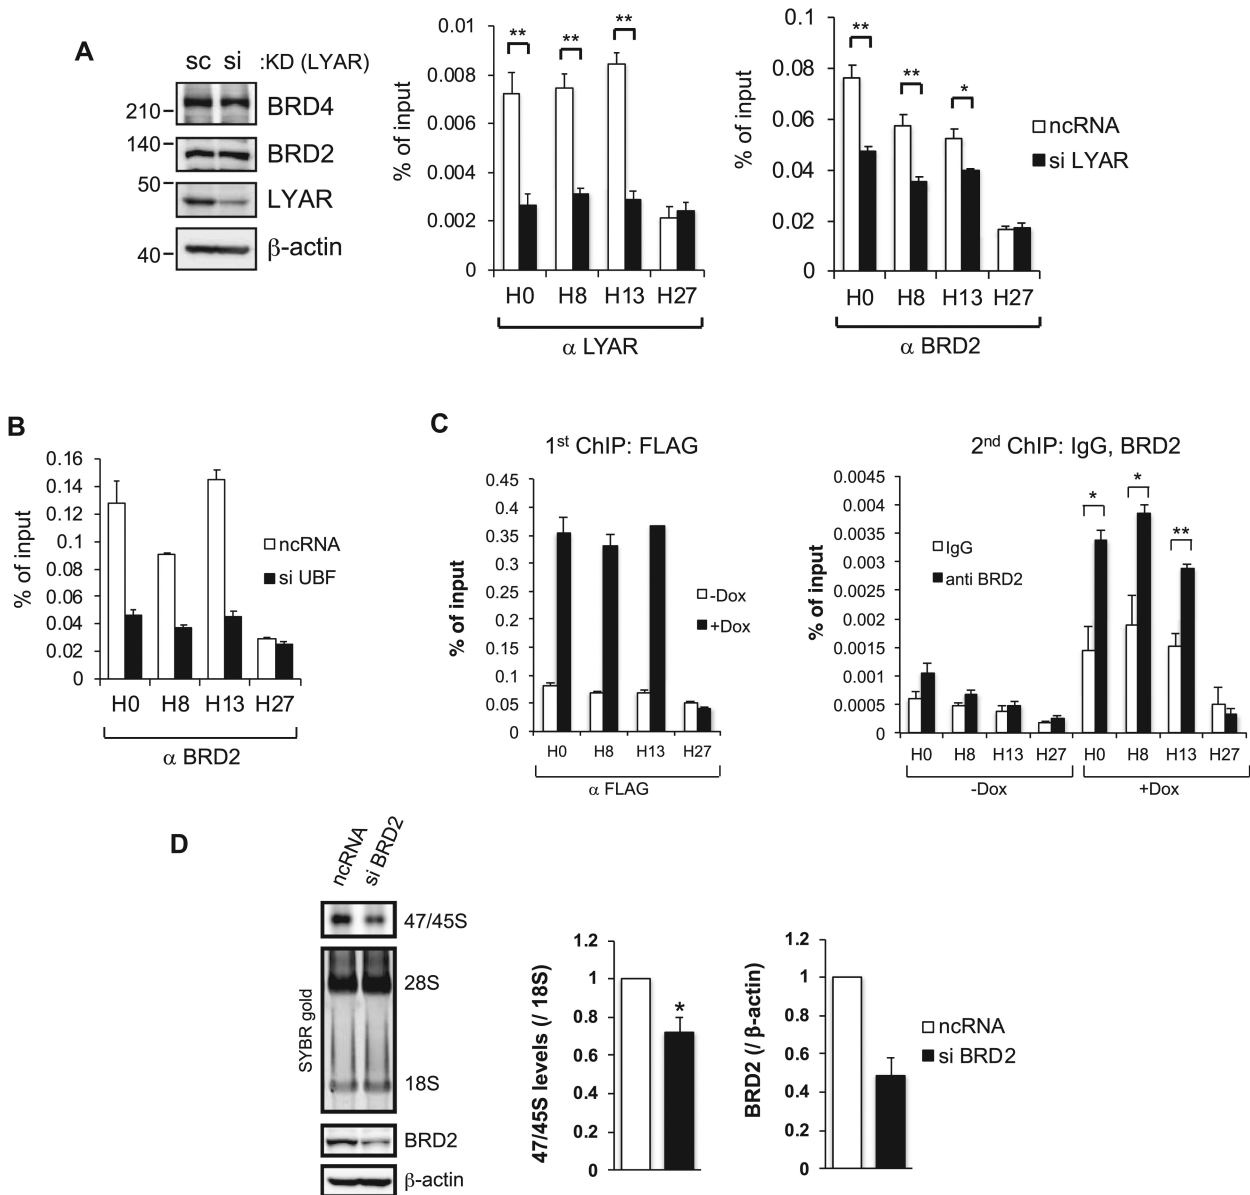 A
sc si :KD (LYAR)
210 BRD4
140 BRD2
50 LYAR
40 β-actin
% of input
0.01
0.008
0.006
0.004
0.002
0
** ** **
H0 H8 H13 H27
α LYAR
% of input
0.1
0.08
0.06
0.04
0.02
0
** ** *
H0 H8 H13 H27
α BRD2
ncRNA
si LYAR
B
% of input
0.16
0.14
0.12
0.1
0.08
0.06
0.04
0.02
0
ncRNA
si UBF
H0 H8 H13 H27
α BRD2
C
1st ChIP: FLAG
% of input
0.45
0.4
0.35
0.3
0.25
0.2
0.15
0.1
0.05
0
-Dox
+Dox
H0 H8 H13 H27
α FLAG
2nd ChIP: IgG, BRD2
% of input
0.0045
0.004
0.0035
0.003
0.0025
0.002
0.0015
0.001
0.0005
0
IgG
anti BRD2
* * **
H0 H8 H13 H27 H0 H8 H13 H27
-Dox +Dox
D
ncRNA
si BRD2
47/45S
SYBR gold
28S
18S
BRD2
β-actin
47/45S levels (/ 18S)
1.2
1
0.8
0.6
0.4
0.2
0
*
BRD2 (/ β-actin)
1.2
1
0.8
0.6
0.4
0.2
0
ncRNA
si BRD2